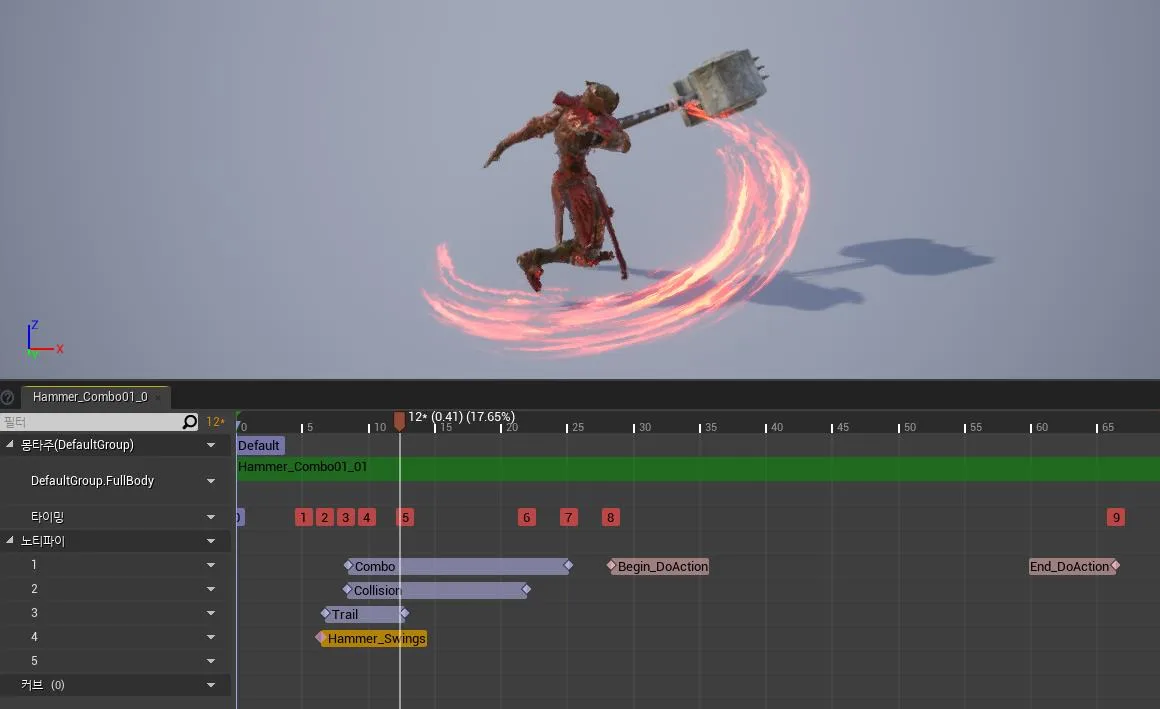 Z
X
Y
Hammer_Combo01_0
필터
12*
12* (0.41) (17.65%)
0 5 10 15 20 25 30 35 40 45 50 55 60 65
몽타주(DefaultGroup)
Default
Hammer_Combo01_01
DefaultGroup.FullBody
타이밍
0 1 2 3 4 5 6 7 8 9
노티파이
1 Combo Begin_DoAction End_DoAction
2 Collision
3 Trail
4 Hammer_Swings
5
커브 (0)